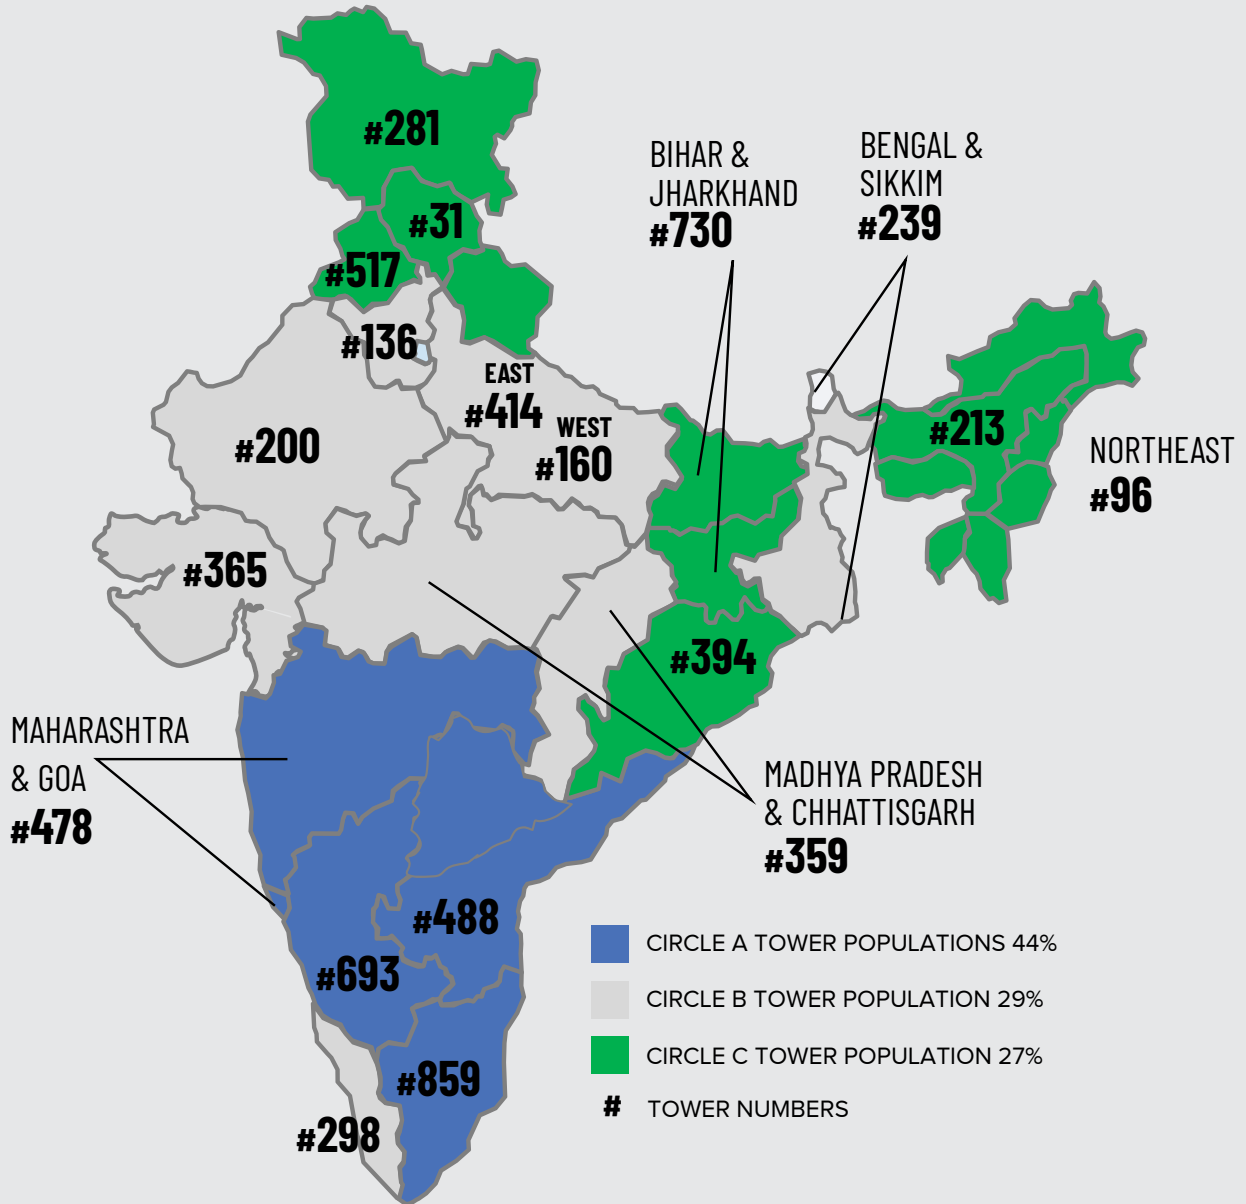 #281
BIHAR &
JHARKHAND
#730
BENGAL &
SIKKIM
#239
#31
#517
#136
EAST
#414
WEST
#160
#200
#213
NORTHEAST
#96
#365
#394
MAHARASHTRA
& GOA
#478
MADHYA PRADESH
& CHHATTISGARH
#359
#488
#693
#859
#298
CIRCLE A TOWER POPULATIONS 44%
CIRCLE B TOWER POPULATION 29%
CIRCLE C TOWER POPULATION 27%
# TOWER NUMBERS